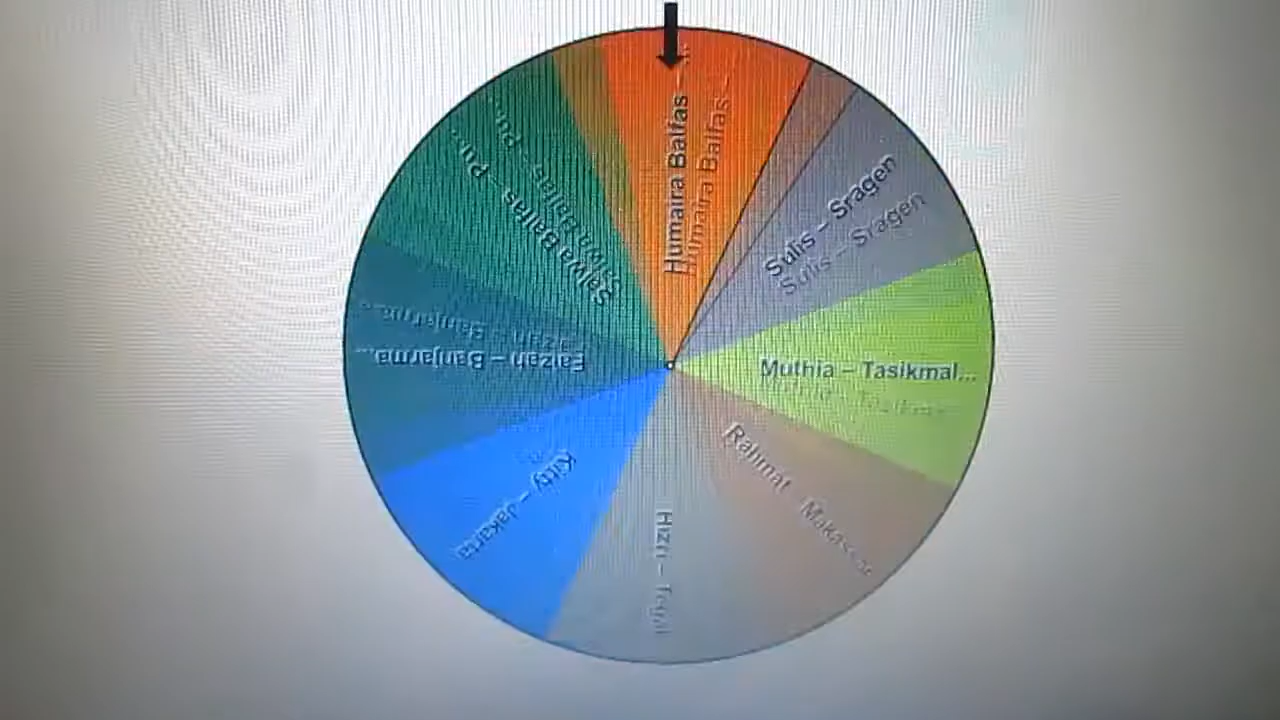 Humaira Balfas – ...
Sulis – Sragen
Muthia – Tasikmal...
Rahmat – Makassar
Hizri – Tegal
Kitty – Jakarta
Faizah – Banjarma...
Salwa Balfas – Pu...